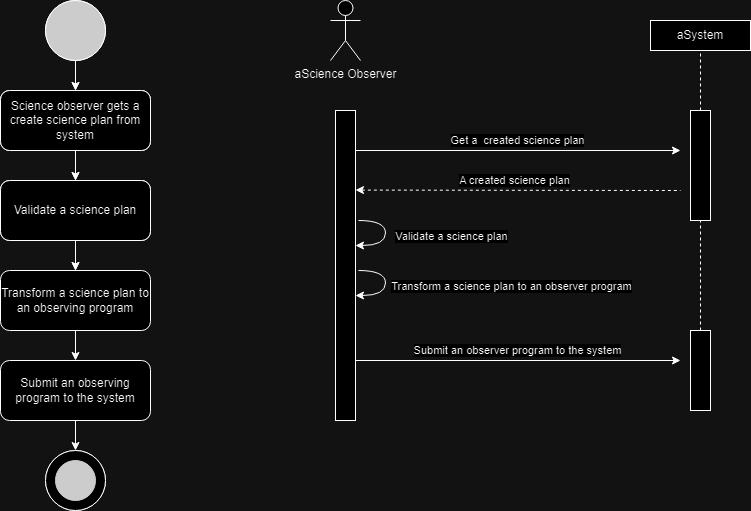 Science observer gets a
create science plan from
system
Validate a science plan
Transform a science plan to
an observing program
Submit an observing
program to the system
aScience Observer
aSystem
Get a  created science plan
A created science plan
Validate a science plan
Transform a science plan to an observer program
Submit an observer program to the system